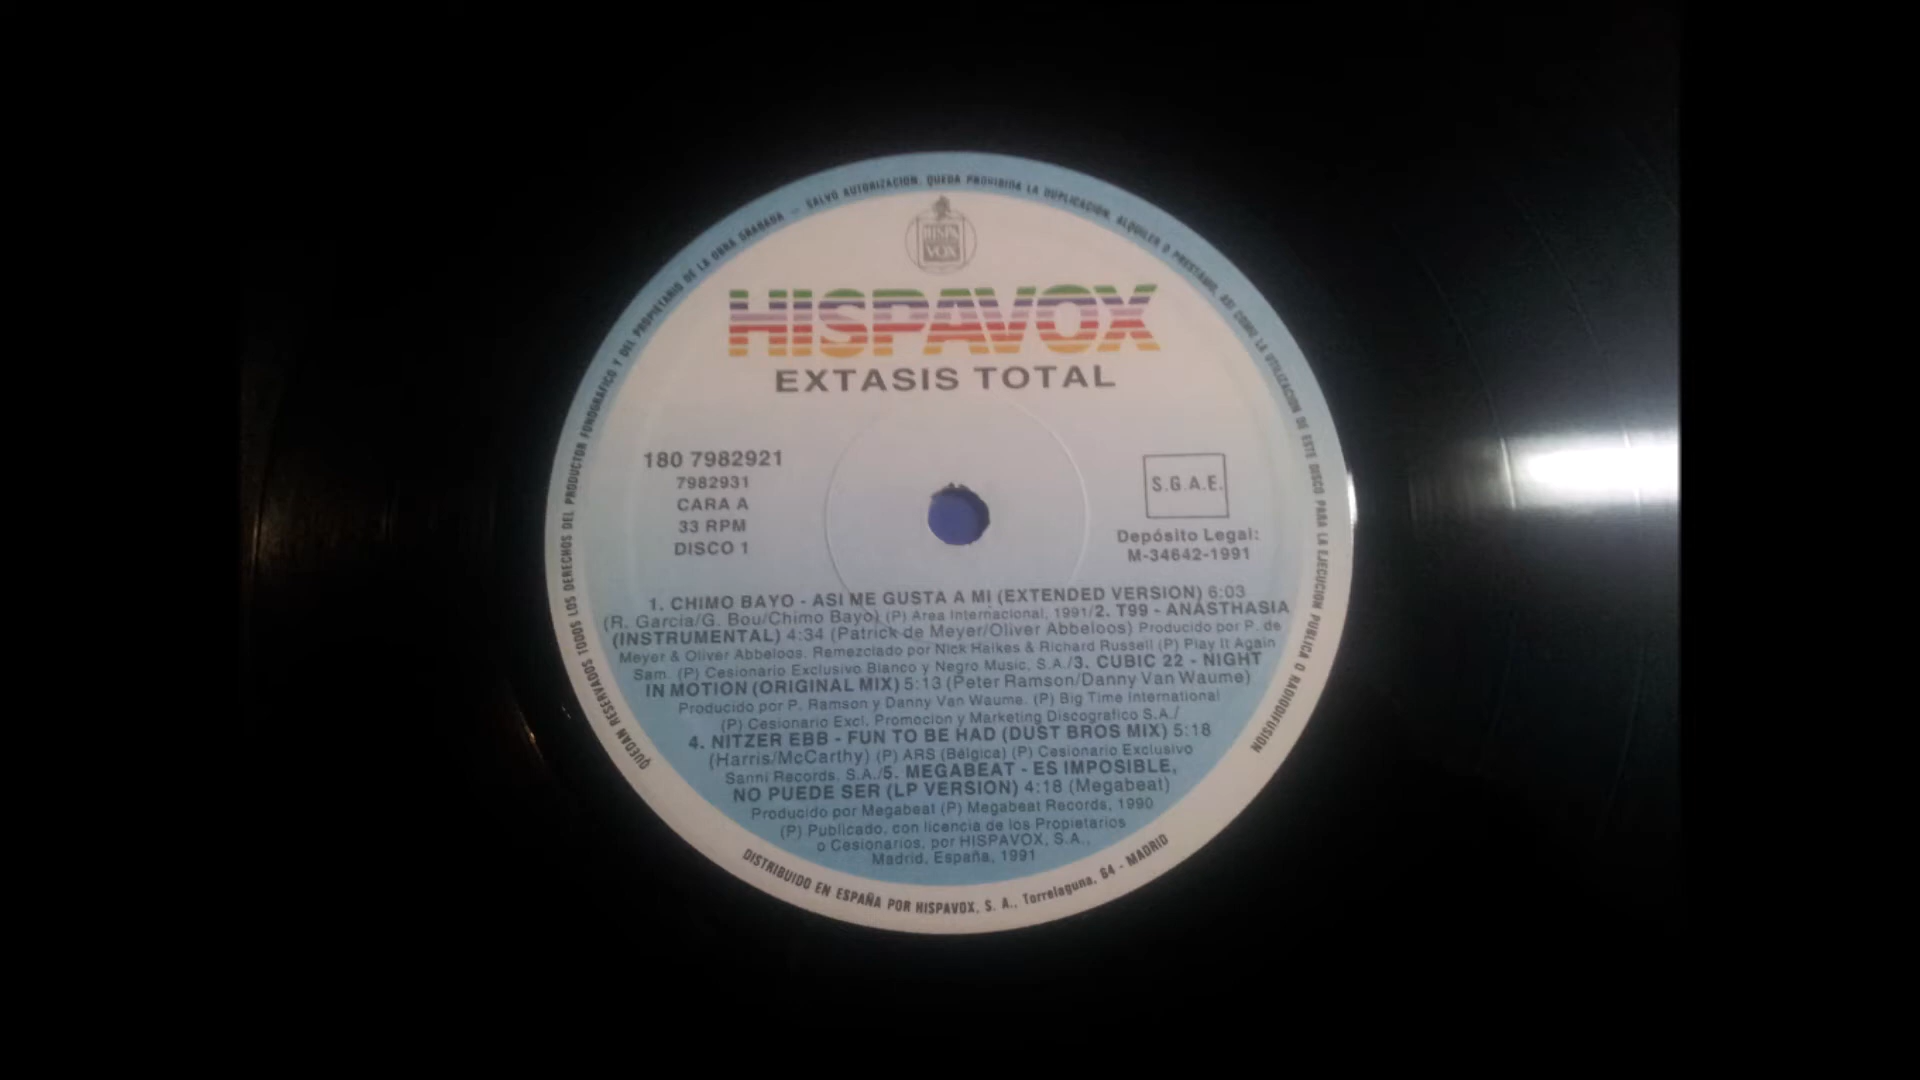 QUEDAN RESERVADOS TODOS LOS DERECHOS DEL PRODUCTOR FONOGRÁFICO Y DEL PROPIETARIO DE LA OBRA GRABADA — SALVO AUTORIZACION, QUEDA PROHIBIDA LA DUPLICACION, ALQUILER O PRESTAMO, ASI COMO LA UTILIZACION DE ESTE DISCO PARA LA EJECUCION PUBLICA O RADIODIFUSION
HISPA
VOX
HISPAVOX
EXTASIS TOTAL
180 7982921
7982931
CARA A
33 RPM
DISCO 1
S.G.A.E.
Depósito Legal:
M-34642-1991
1. CHIMO BAYO - ASI ME GUSTA A MI (EXTENDED VERSION) 6:03
(R. Garcia/G. Bou/Chimo Bayo) (P) Area Internacional, 1991/2. T99 - ANASTHASIA
(INSTRUMENTAL) 4:34 (Patrick de Meyer/Oliver Abbeloos) Producido por P. de
Meyer & Oliver Abbeloos. Remezclado por Nick Halkes & Richard Russell (P) Play It Again
Sam. (P) Cesionario Exclusivo Blanco y Negro Music, S.A./3. CUBIC 22 - NIGHT
IN MOTION (ORIGINAL MIX) 5:13 (Peter Ramson/Danny Van Waume)
Producido por P. Ramson y Danny Van Waume. (P) Big Time International
(P) Cesionario Excl. Promocion y Marketing Discografico S.A./
4. NITZER EBB - FUN TO BE HAD (DUST BROS MIX) 5:18
(Harris/McCarthy) (P) ARS (Bélgica) (P) Cesionario Exclusivo
Sanni Records, S.A./5. MEGABEAT - ES IMPOSIBLE,
NO PUEDE SER (LP VERSION) 4:18 (Megabeat)
Producido por Megabeat (P) Megabeat Records, 1990
(P) Publicado, con licencia de los Propietarios
o Cesionarios, por HISPAVOX, S.A.,
Madrid, España, 1991
DISTRIBUIDO EN ESPAÑA POR HISPAVOX, S. A., Torrelaguna, 64 - MADRID